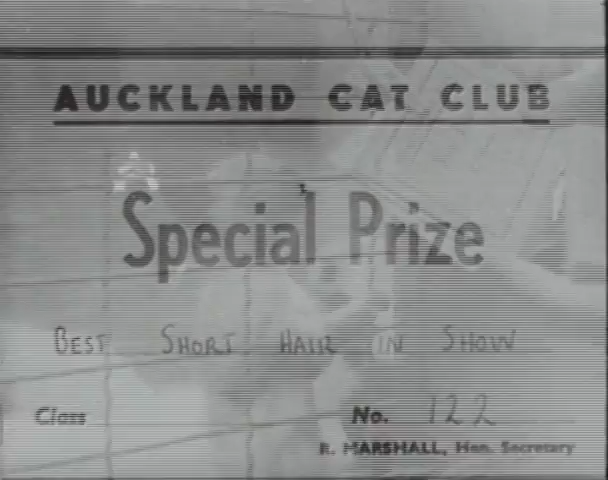 AUCKLAND CAT CLUB
Special Prize
BEST SHORT HAIR IN SHOW
Class
No. 122
R. MARSHALL, Hon. Secretary